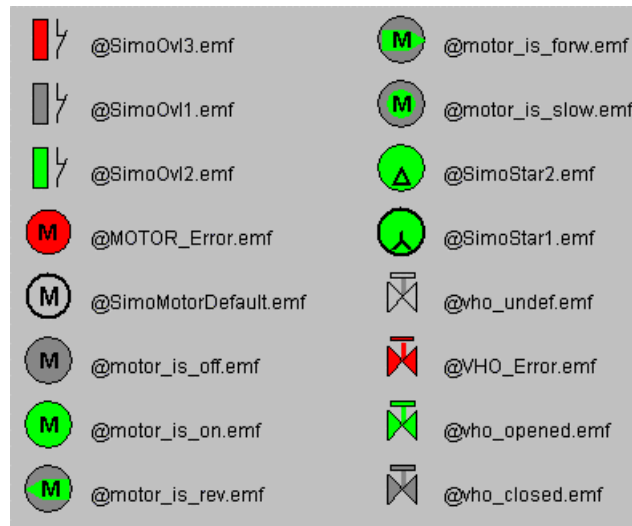 @SimoOvl3.emf
@SimoOvl1.emf
@SimoOvl2.emf
M @MOTOR_Error.emf
M @SimoMotorDefault.emf
M @motor_is_off.emf
M @motor_is_on.emf
M @motor_is_rev.emf
M @motor_is_forw.emf
M @motor_is_slow.emf
@SimoStar2.emf
@SimoStar1.emf
@vho_undef.emf
@VHO_Error.emf
@vho_opened.emf
@vho_closed.emf